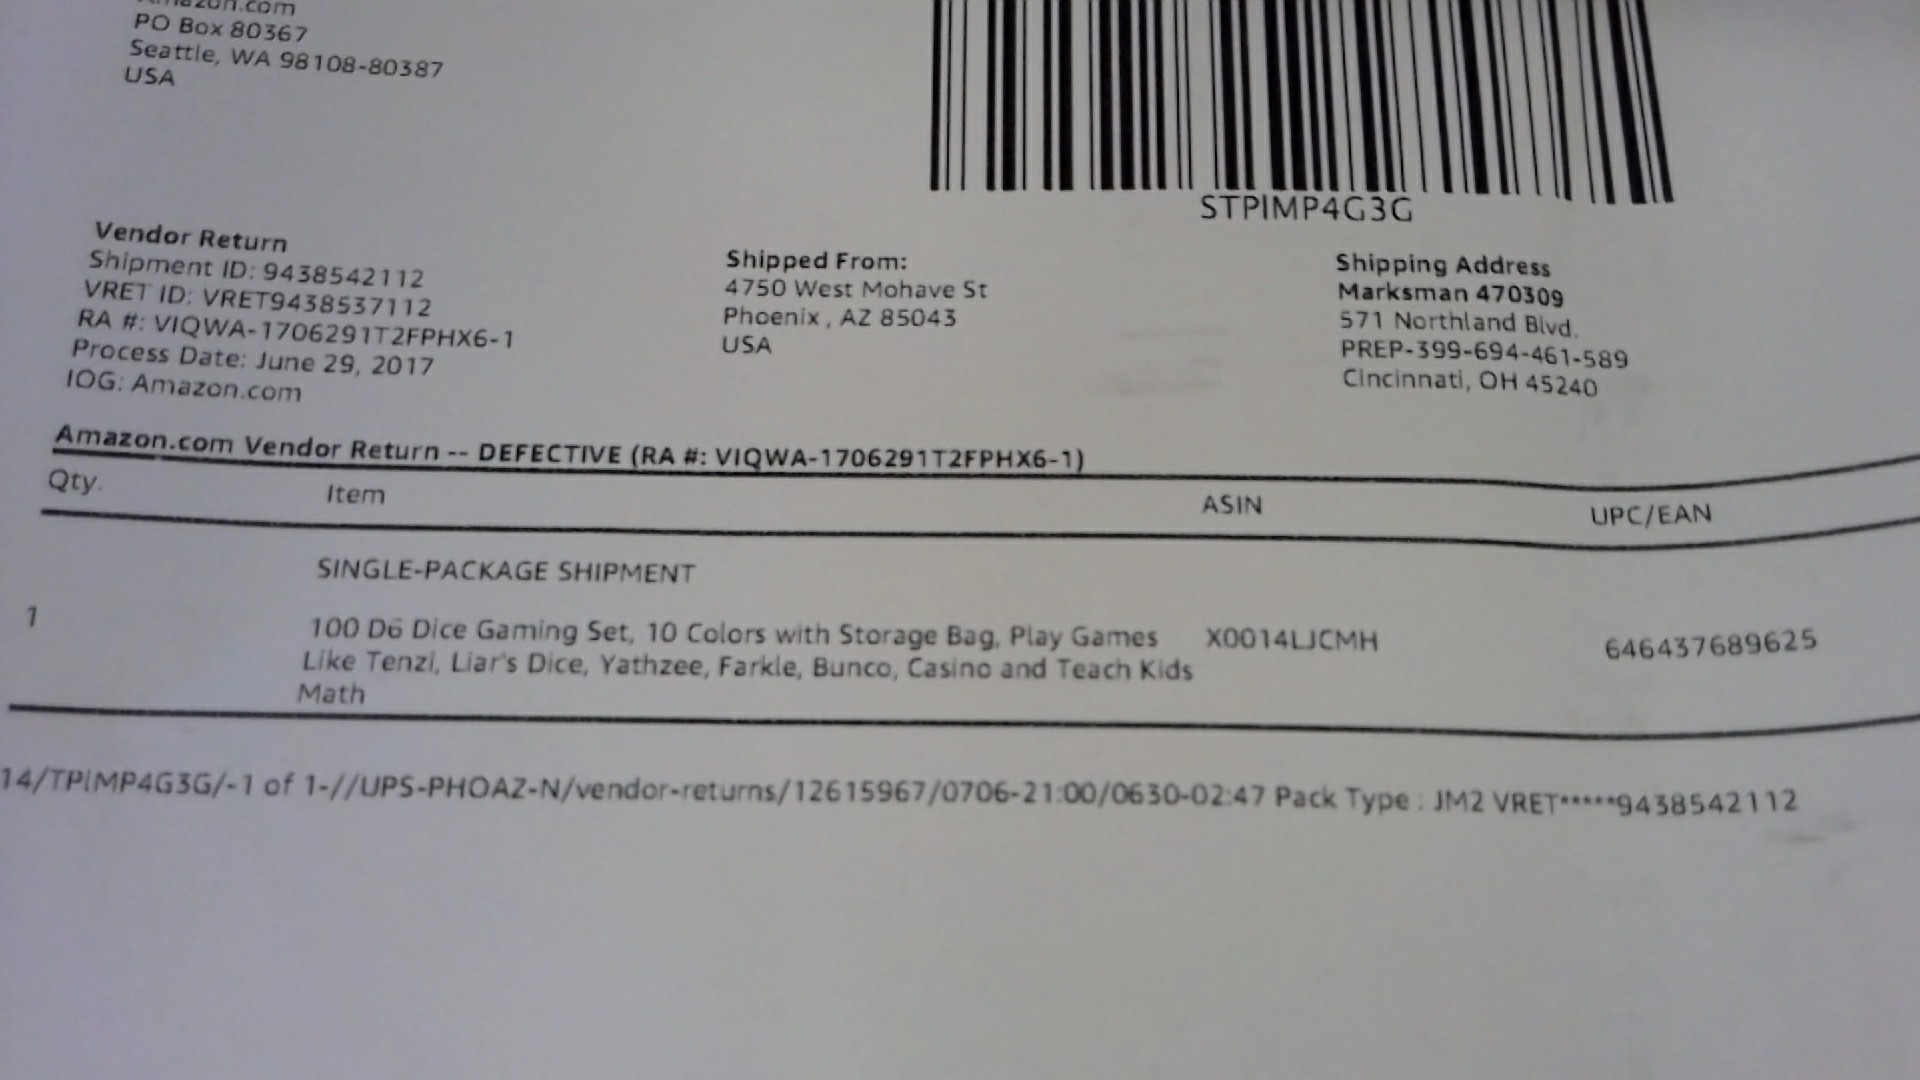 Amazon.com
PO Box 80367
Seattle, WA 98108-80387
USA
STPIMP4G3G
Vendor Return
Shipment ID: 9438542112
VRET ID: VRET9438537112
RA #: VIQWA-1706291T2FPHX6-1
Process Date: June 29, 2017
IOG: Amazon.com
Shipped From:
4750 West Mohave St
Phoenix, AZ 85043
USA
Shipping Address
Marksman 470309
571 Northland Blvd.
PREP-399-694-461-589
Cincinnati, OH 45240
Amazon.com Vendor Return -- DEFECTIVE (RA #: VIQWA-1706291T2FPHX6-1)
Qty. Item ASIN UPC/EAN
SINGLE-PACKAGE SHIPMENT
1 100 D6 Dice Gaming Set, 10 Colors with Storage Bag, Play Games X0014LJCMH 646437689625
Like Tenzi, Liar's Dice, Yathzee, Farkle, Bunco, Casino and Teach Kids
Math
14/TPIMP4G3G/-1 of 1-//UPS-PHOAZ-N/vendor-returns/12615967/0706-21:00/0630-02:47 Pack Type : JM2 VRET*****9438542112